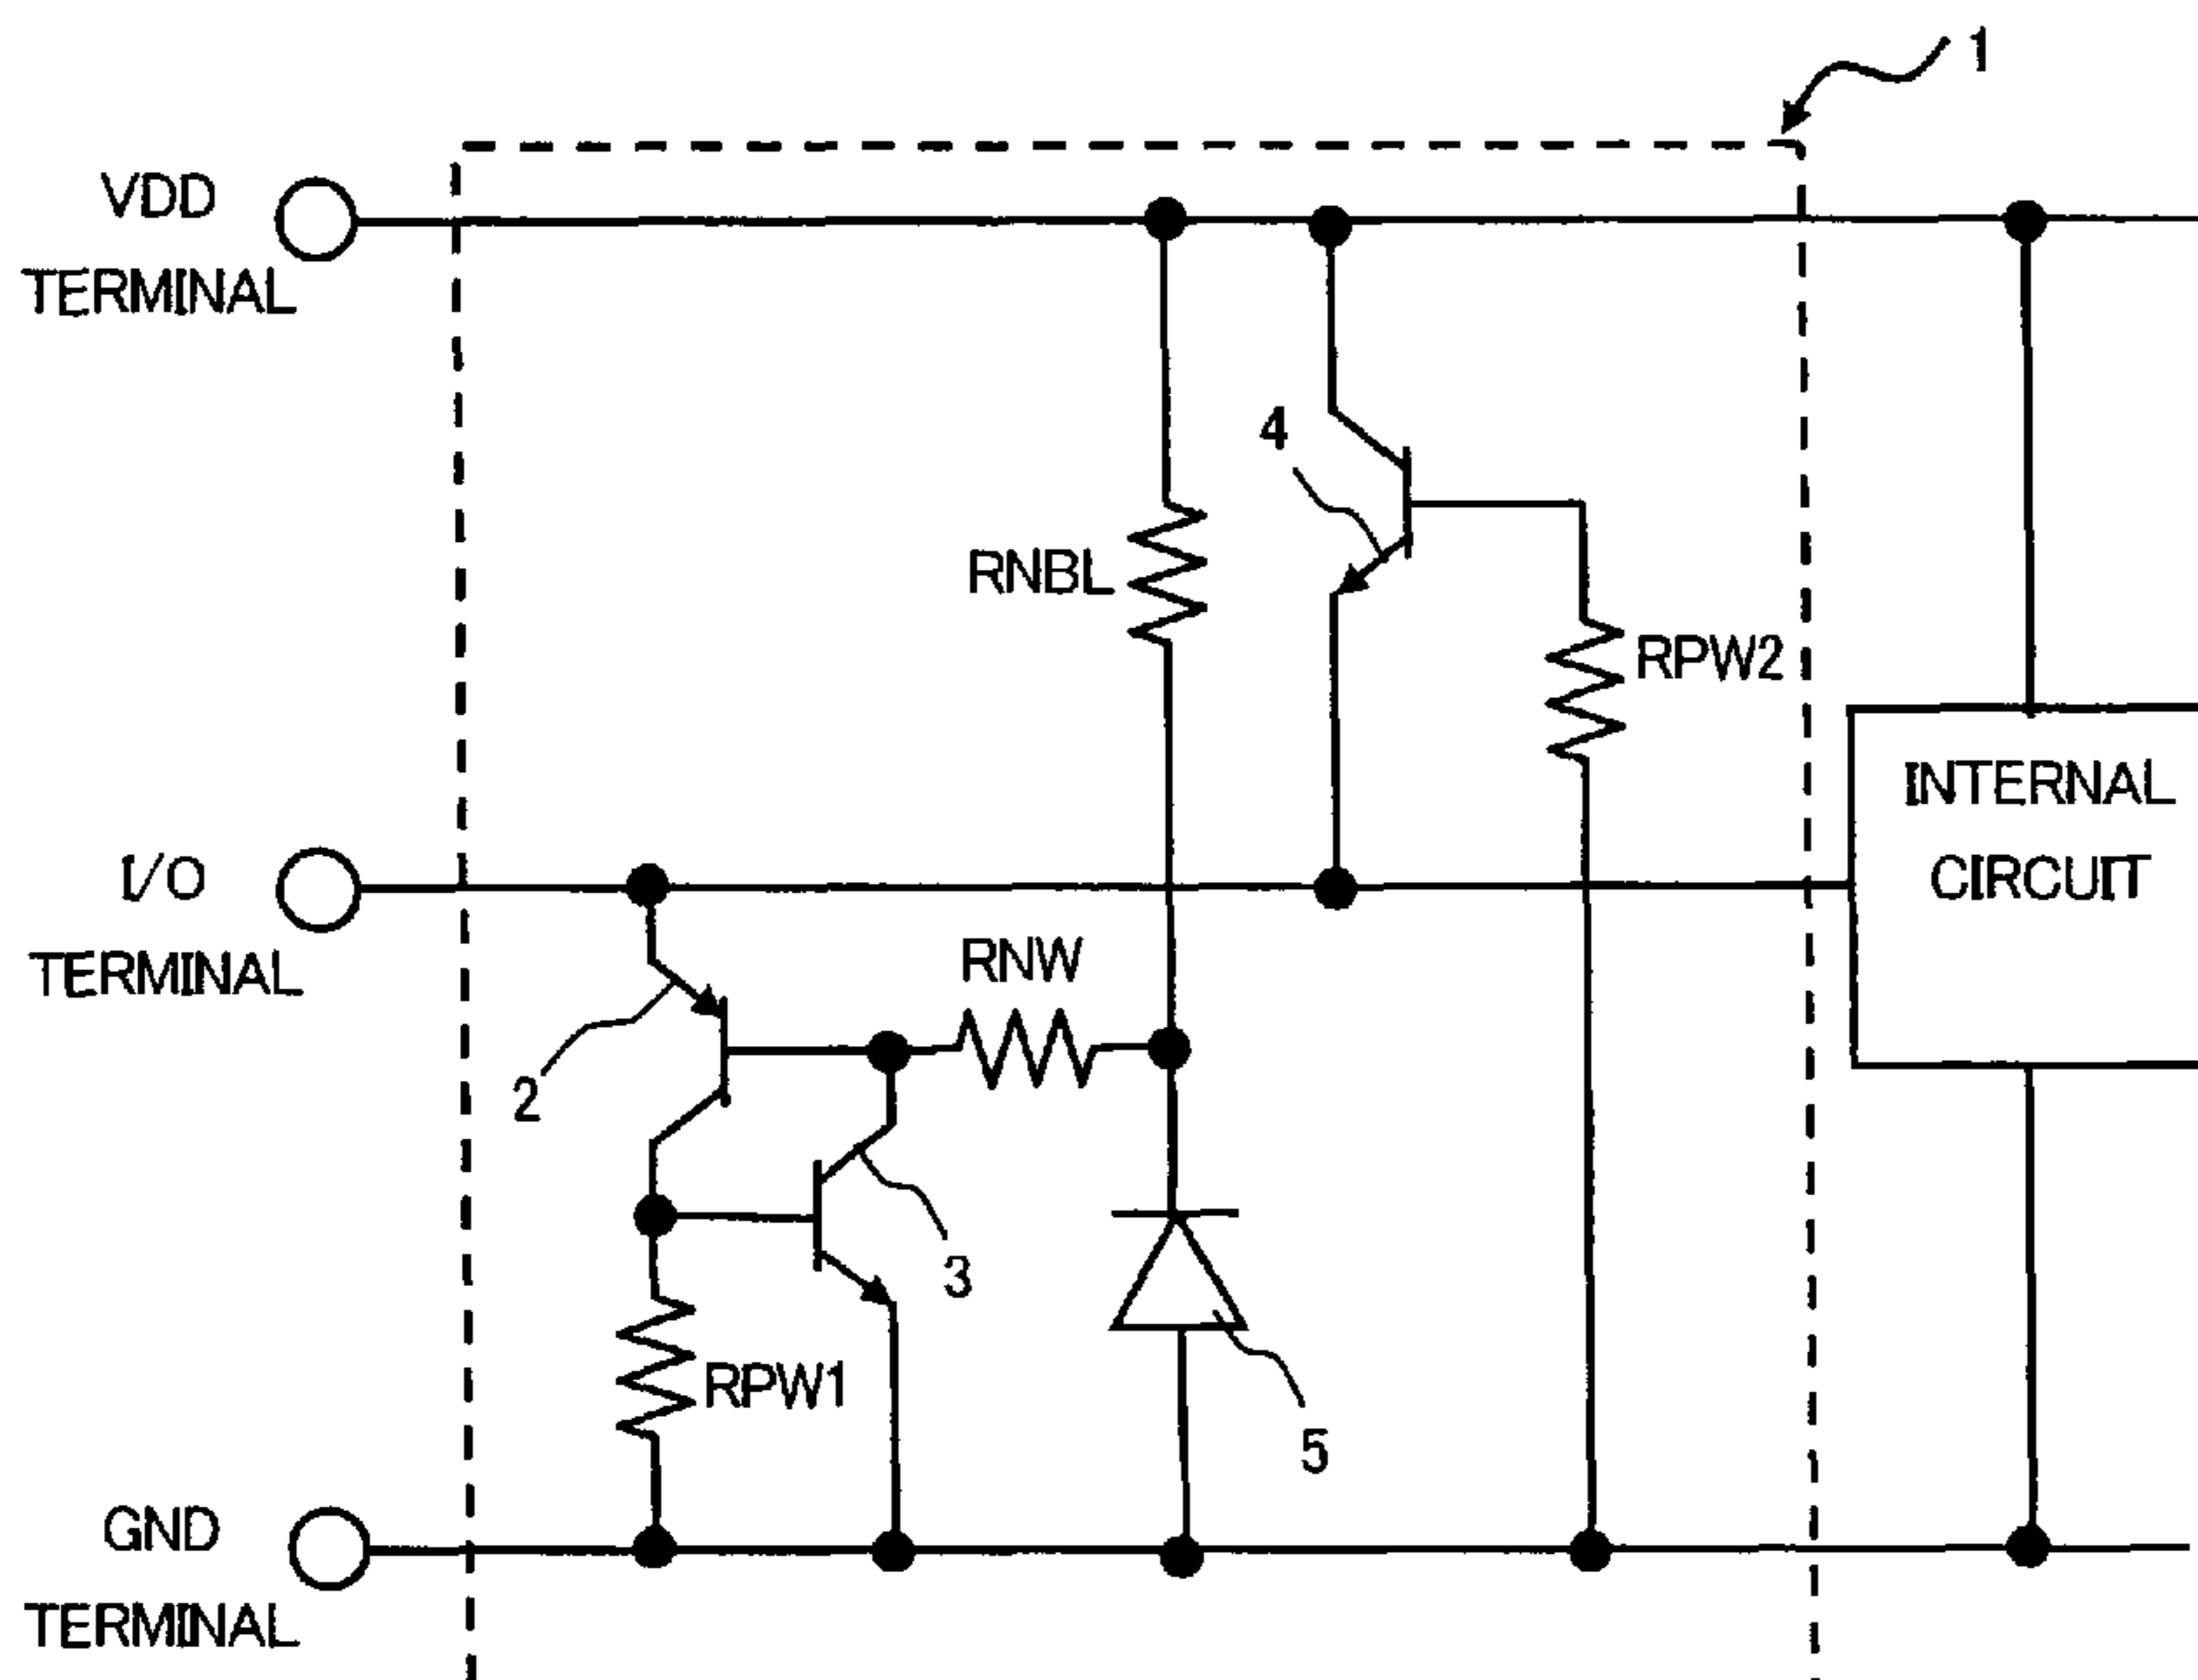 1
VDD
TERMINAL
4
RNBL
RPW2
INTERNAL
CIRCUIT
I/O
TERMINAL
RNW
2
3
RPW1
5
GND
TERMINAL